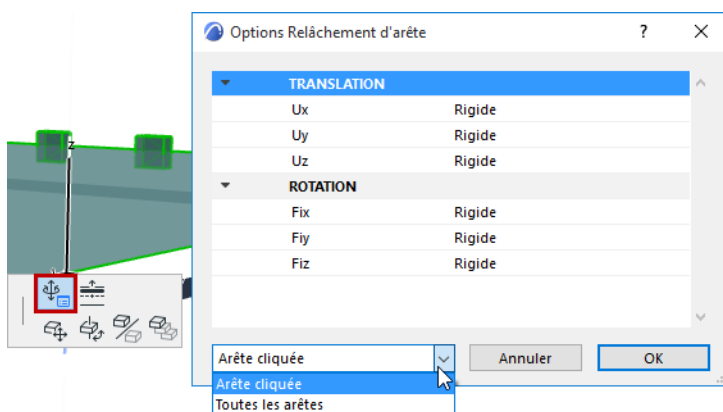 Options Relâchement d'arête ?
TRANSLATION
Ux Rigide
Uy Rigide
Uz Rigide
ROTATION
Fix Rigide
Fiy Rigide
Fiz Rigide
z
Arête cliquée Annuler OK
Arête cliquée
Toutes les arêtes